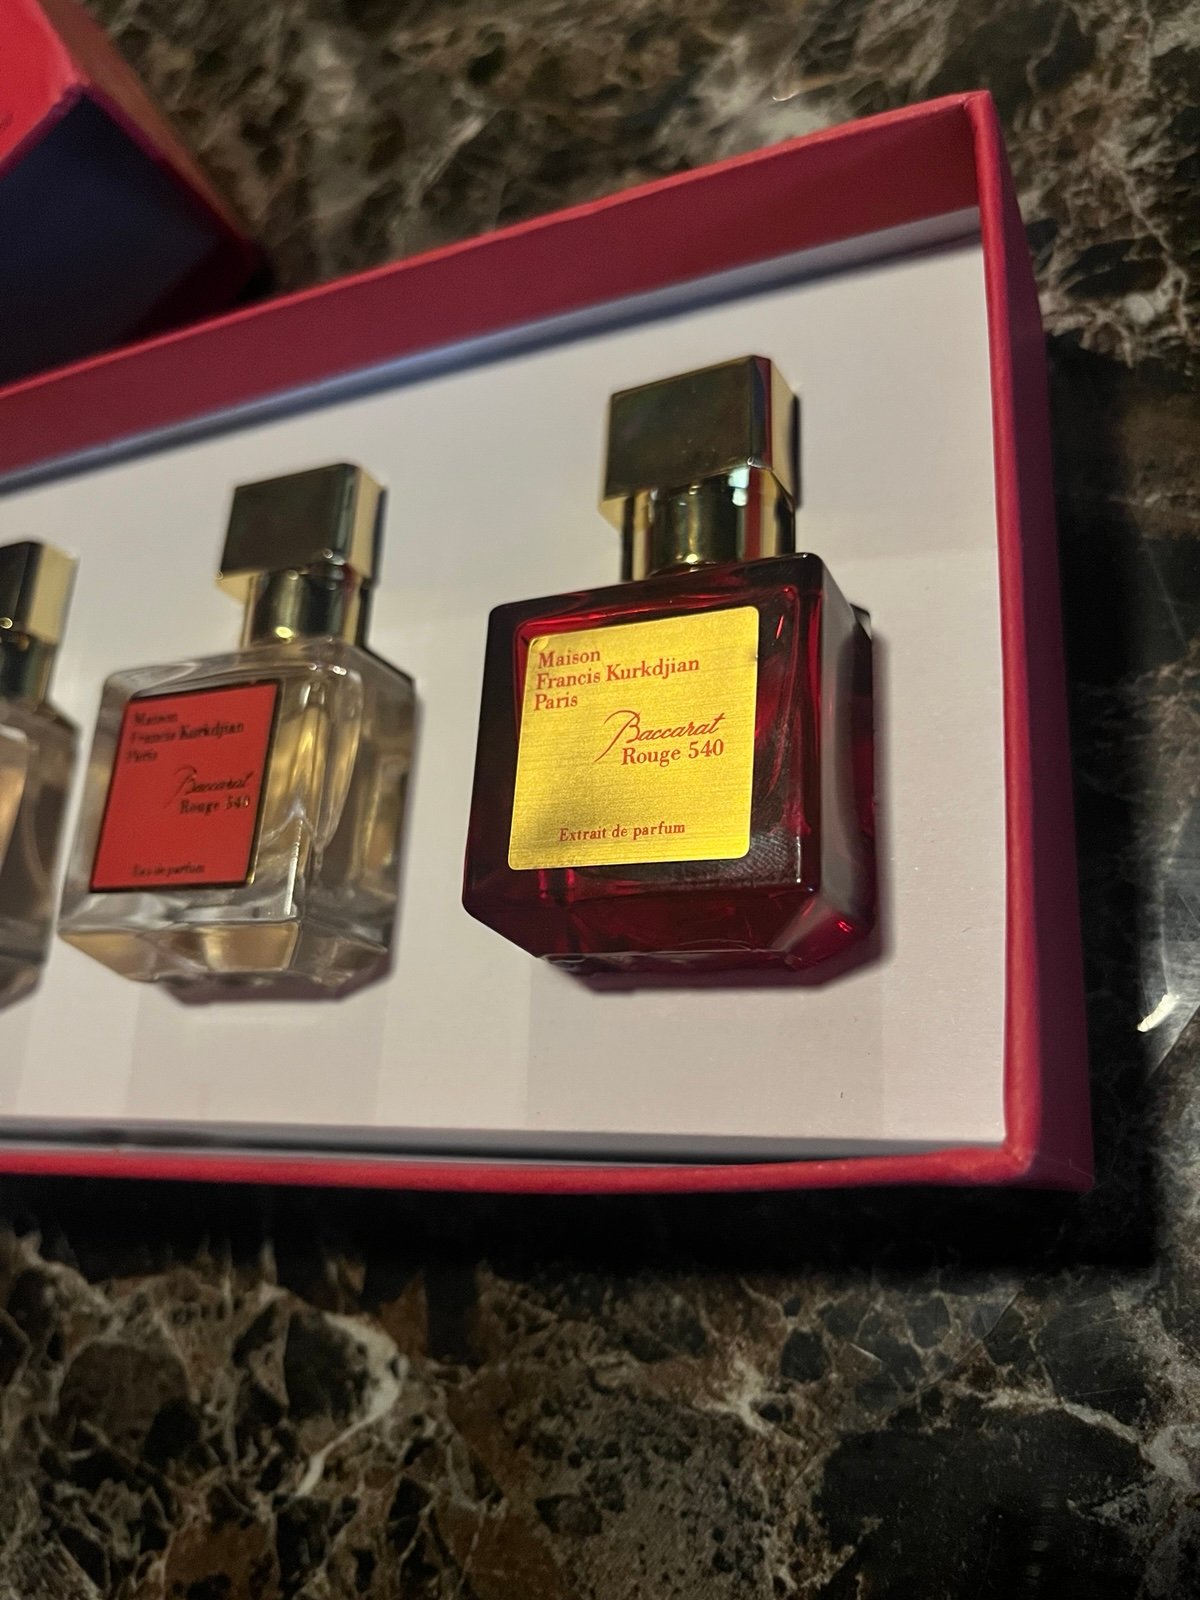 Maison
Francis Kurkdjian
Paris
Baccarat
Rouge 540
Eau de parfum
Maison
Francis Kurkdjian
Paris
Baccarat
Rouge 540
Extrait de parfum